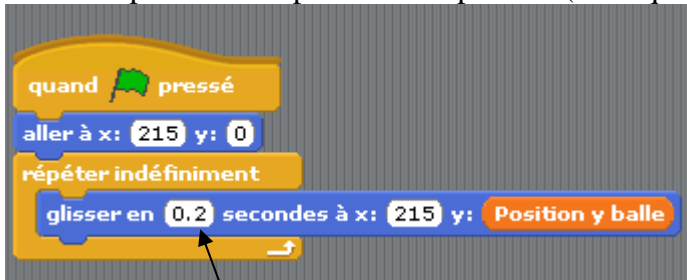 quand pressé
aller à x: 215 y: 0
répéter indéfiniment
glisser en 0.2 secondes à x: 215 y: Position y balle